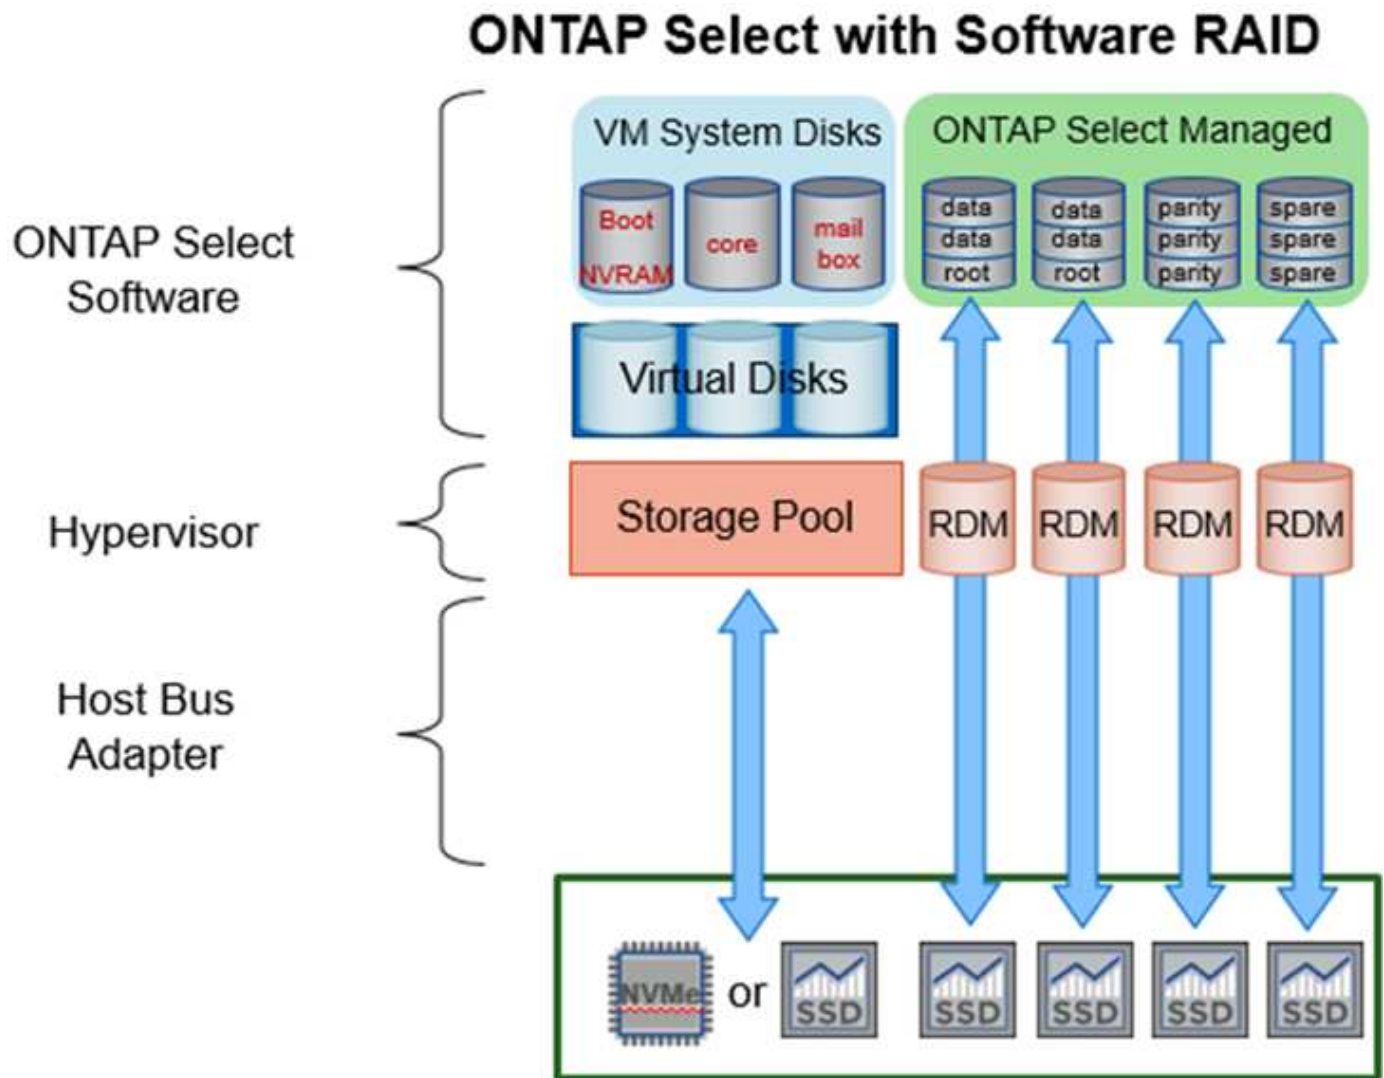 ONTAP Select with Software RAID
VM System Disks
ONTAP Select Managed
Boot
NVRAM
core
mail
box
data
data
root
data
data
root
parity
parity
parity
spare
spare
spare
ONTAP Select
Software
Virtual Disks
Hypervisor
Storage Pool
RDM
RDM
RDM
RDM
Host Bus
Adapter
NVMe
or
SSD
SSD
SSD
SSD
SSD